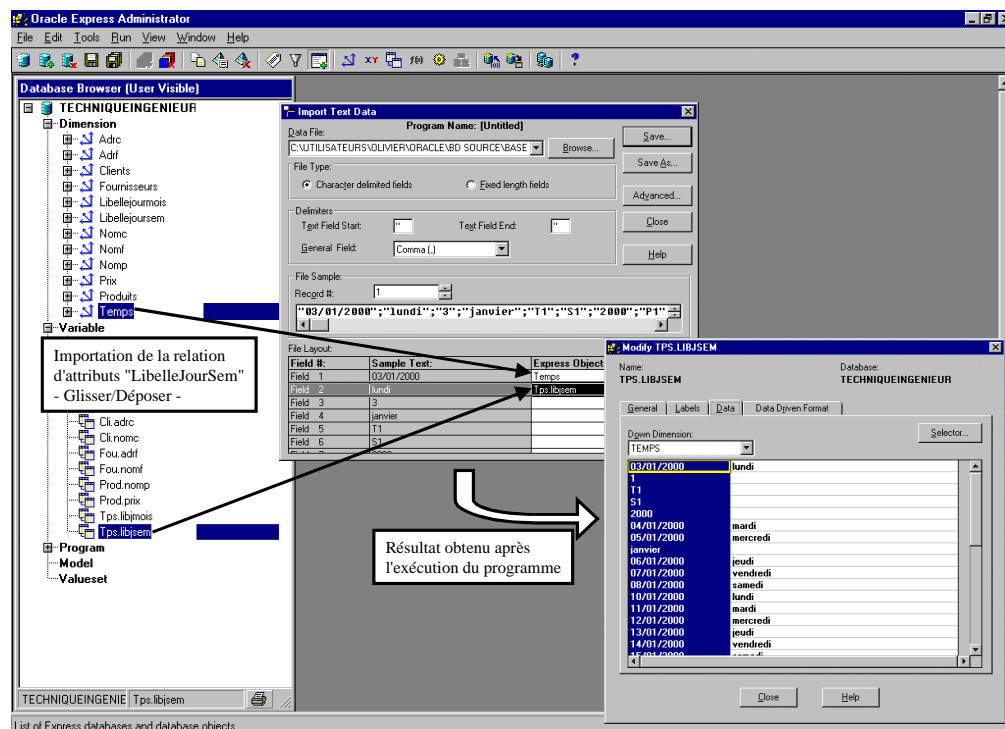 Oracle Express Administrator
File Edit Tools Run View Window Help
Database Browser (User Visible)
TECHNIQUEINGENIEUR
Dimension
Adrc
Adrf
Clients
Fournisseurs
Libellejourmois
Libellejoursem
Nomc
Nomf
Nomp
Prix
Produits
Temps
Variable
Importation de la relation
d'attributs "LibelleJourSem"
- Glisser/Déposer -
Cli.adrc
Cli.nomc
Fou.adrf
Fou.nomf
Prod.nomp
Prod.prix
Tps.libjmois
Tps.libjsem
Program
Model
Valueset
TECHNIQUEINGENIE Tps.libjsem
List of Express databases and database objects
Import Text Data
Program Name: [Untitled]
Data File:
C:\UTILISATEURS\OLIVIER\ORACLE\BD SOURCE\BASE
Browse...
Save...
Save As...
Advanced...
Close
Help
File Type:
Character delimited fields
Fixed length fields
Delimiters
Text Field Start: "
Text Field End: "
General Field: Comma (,)
File Sample:
Record #: 1
"03/01/2000";"lundi";"3";"janvier";"T1";"S1";"2000";"P1"
File Layout:
Field #: Sample Text: Express Object
Field 1 03/01/2000 Temps
Field 2 lundi Tps.libjsem
Field 3 3
Field 4 janvier
Field 5 T1
Field 6 S1
Résultat obtenu après
l'exécution du programme
Modify TPS.LIBJSEM
Name: Database:
TPS.LIBJSEM TECHNIQUEINGENIEUR
General Labels Data Data Driven Format
Down Dimension:
TEMPS
Selector...
03/01/2000 lundi
1
T1
S1
2000
04/01/2000 mardi
05/01/2000 mercredi
janvier
06/01/2000 jeudi
07/01/2000 vendredi
08/01/2000 samedi
10/01/2000 lundi
11/01/2000 mardi
12/01/2000 mercredi
13/01/2000 jeudi
14/01/2000 vendredi
15/01/2000 samedi
Close Help